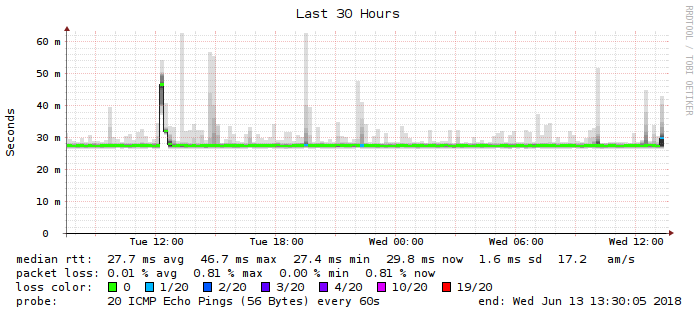 Last 30 Hours
RRDTOOL / TOBI OETIKER
Seconds
60 m
50 m
40 m
30 m
20 m
10 m
0
Tue 12:00 Tue 18:00 Wed 00:00 Wed 06:00 Wed 12:00
median rtt: 27.7 ms avg 46.7 ms max 27.4 ms min 29.8 ms now 1.6 ms sd 17.2 am/s
packet loss: 0.01 % avg 0.81 % max 0.00 % min 0.81 % now
loss color: 0 1/20 2/20 3/20 4/20 10/20 19/20
probe: 20 ICMP Echo Pings (56 Bytes) every 60s end: Wed Jun 13 13:30:05 2018